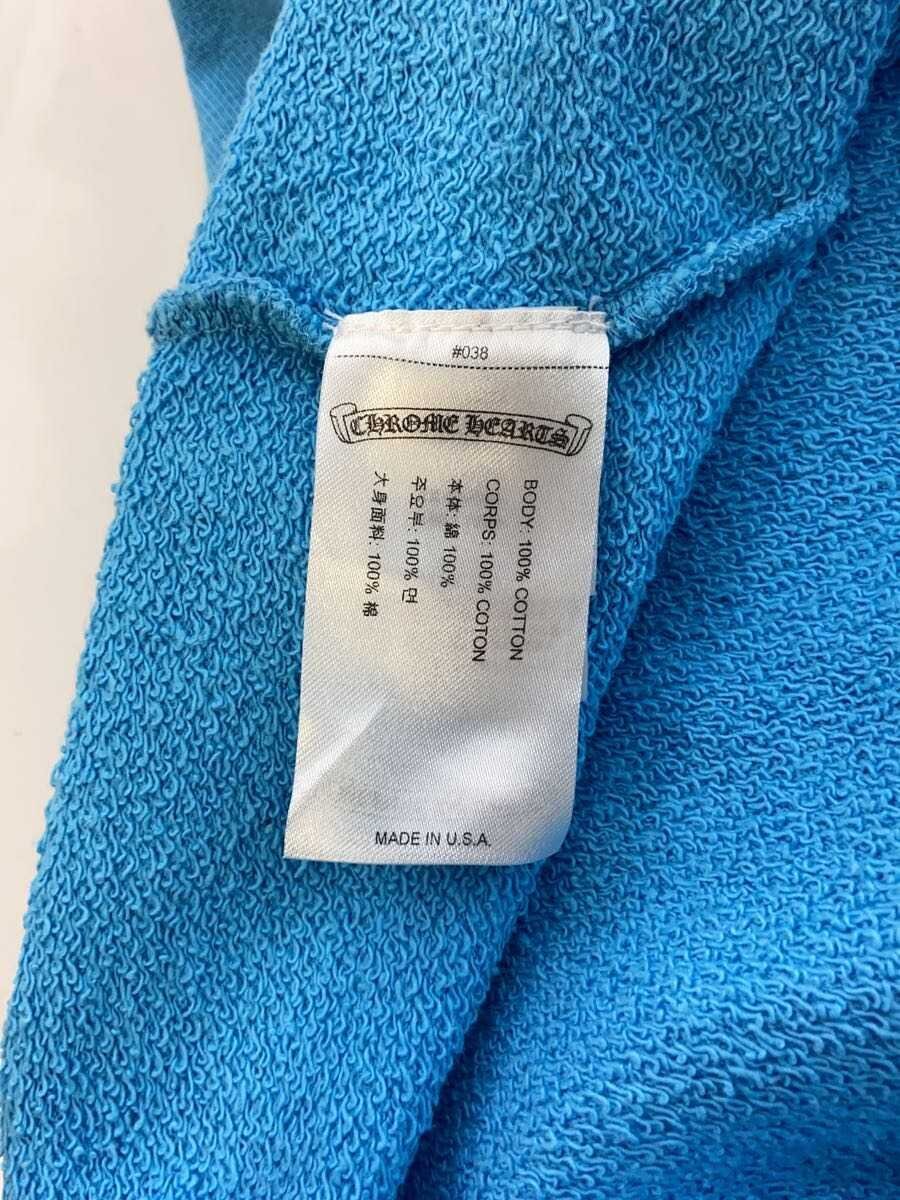 #038
CHROME HEARTS
BODY: 100% COTTON
CORPS: 100% COTON
本体: 綿 100%
주요부: 100% 면
大身面料: 100% 棉
MADE IN U.S.A.